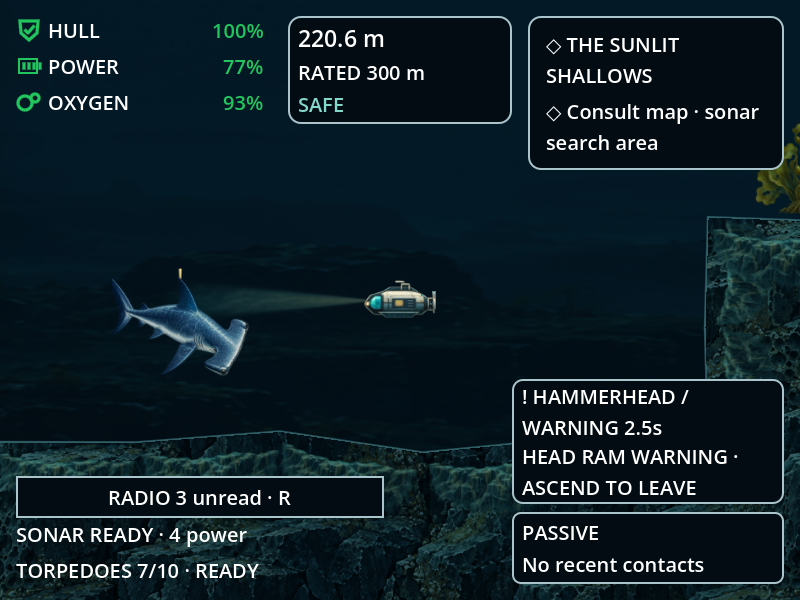 HULL 100%
POWER 77%
OXYGEN 93%
220.6 m
RATED 300 m
SAFE
◇ THE SUNLIT
SHALLOWS
◇ Consult map · sonar
search area
! HAMMERHEAD /
WARNING 2.5s
HEAD RAM WARNING ·
ASCEND TO LEAVE
RADIO 3 unread · R
SONAR READY · 4 power
TORPEDOES 7/10 · READY
PASSIVE
No recent contacts